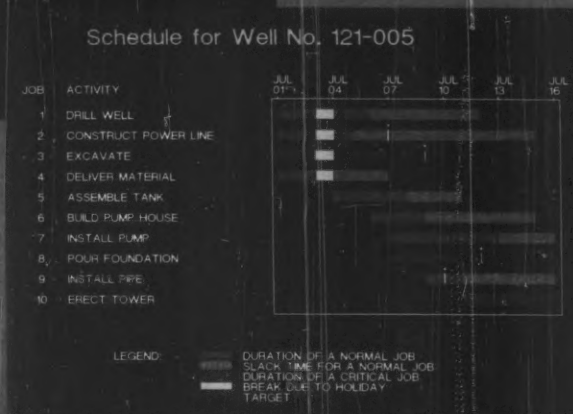 Schedule for Well No. 121-005
JOB ACTIVITY JUL 01 JUL 04 JUL 07 JUL 10 JUL 13 JUL 16
1 DRILL WELL
2 CONSTRUCT POWER LINE
3 EXCAVATE
4 DELIVER MATERIAL
5 ASSEMBLE TANK
6 BUILD PUMP HOUSE
7 INSTALL PUMP
8 POUR FOUNDATION
9 INSTALL PIPE
10 ERECT TOWER
LEGEND: DURATION OF A NORMAL JOB
SLACK TIME FOR A NORMAL JOB
DURATION OF A CRITICAL JOB
BREAK DUE TO HOLIDAY
TARGET